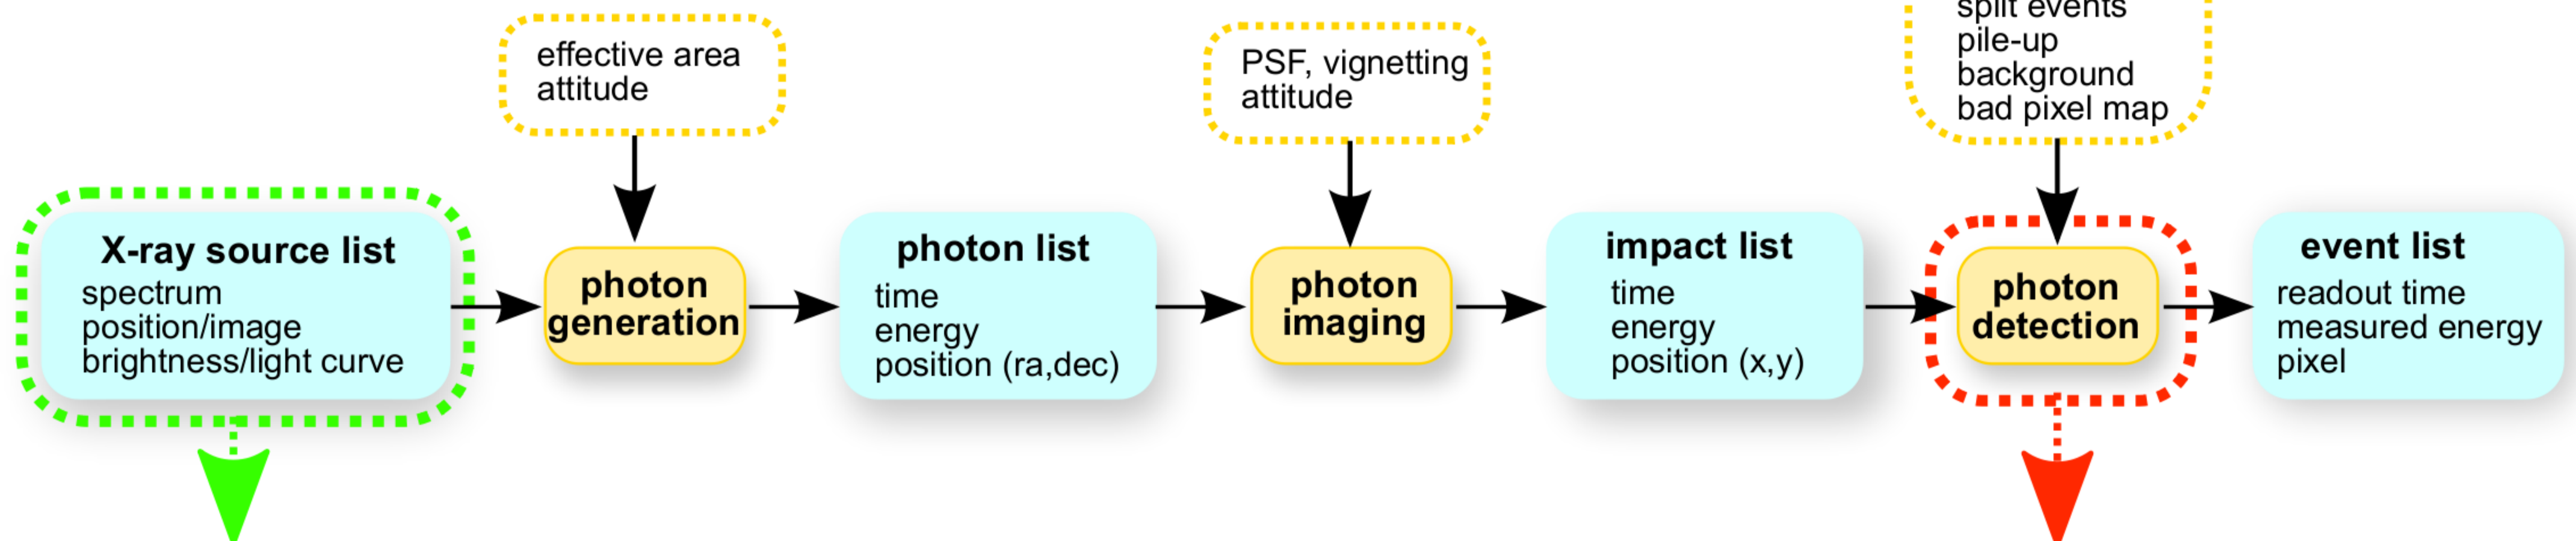 effective area
attitude
PSF, vignetting
attitude
split events
pile-up
background
bad pixel map
X-ray source list
spectrum
position/image
brightness/light curve
photon
generation
photon list
time
energy
position (ra,dec)
photon
imaging
impact list
time
energy
position (x,y)
photon
detection
event list
readout time
measured energy
pixel